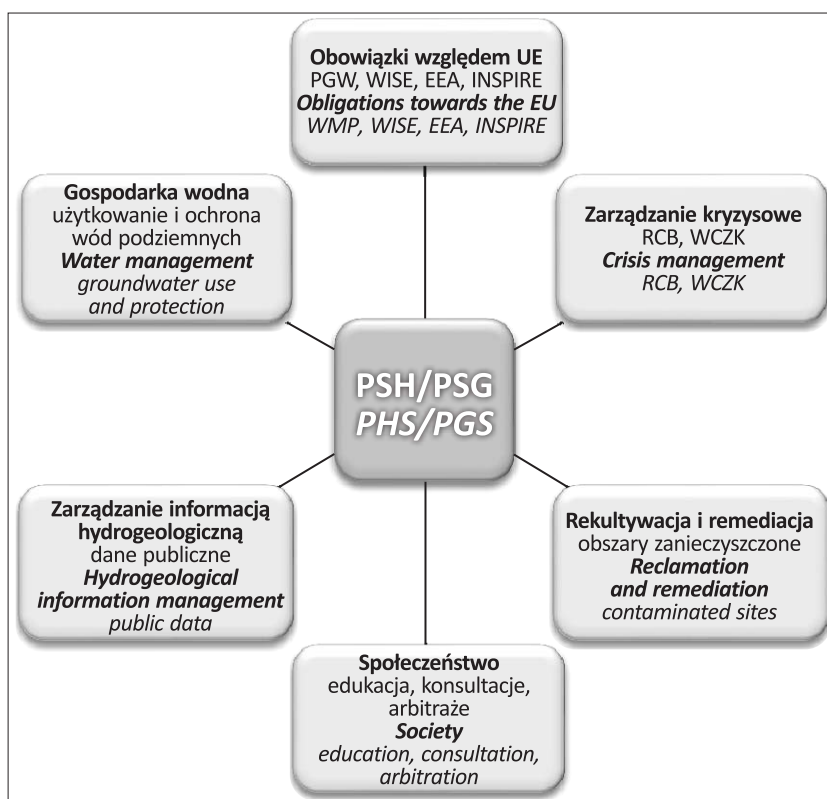 Obowiązki względem UE
PGW, WISE, EEA, INSPIRE
Obligations towards the EU
WMP, WISE, EEA, INSPIRE
Gospodarka wodna
użytkowanie i ochrona
wód podziemnych
Water management
groundwater use
and protection
Zarządzanie kryzysowe
RCB, WCZK
Crisis management
RCB, WCZK
PSH/PSG
PHS/PGS
Zarządzanie informacją
hydrogeologiczną
dane publiczne
Hydrogeological
information management
public data
Rekultywacja i remediacja
obszary zanieczyszczone
Reclamation
and remediation
contaminated sites
Społeczeństwo
edukacja, konsultacje,
arbitraże
Society
education, consultation,
arbitration